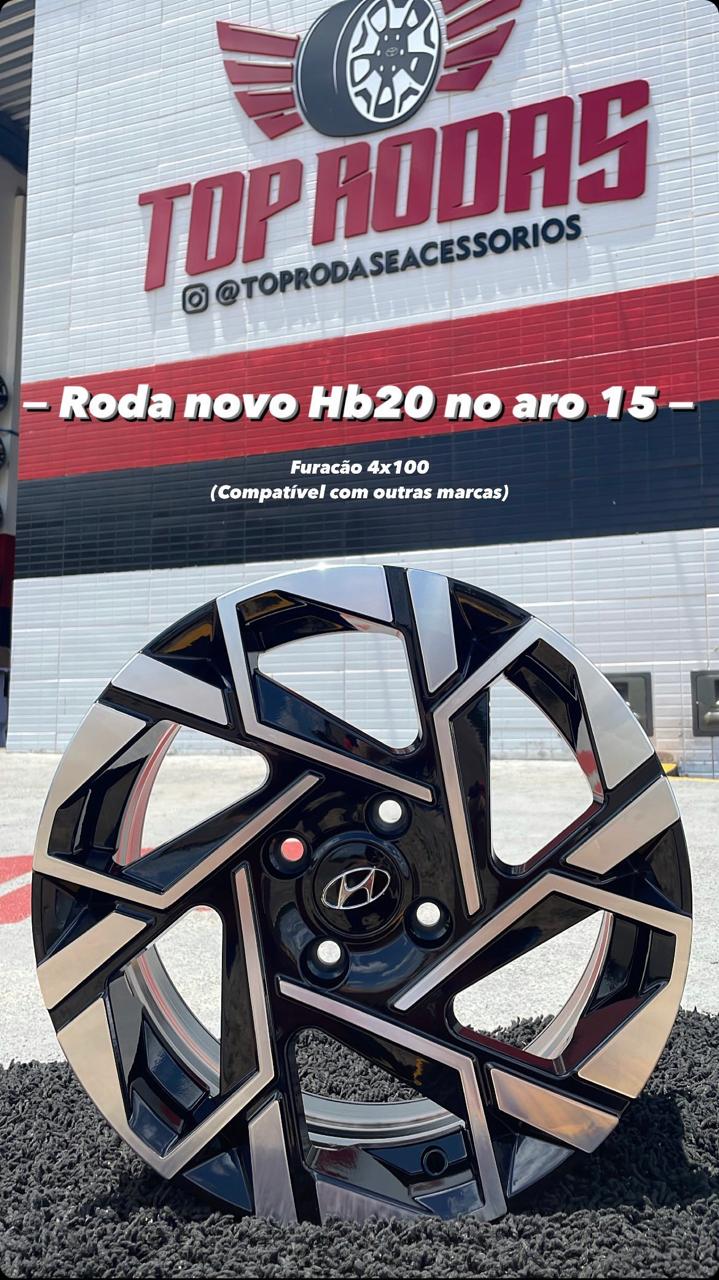 TOP RODAS
@TOPRODASEACESSORIOS
– Roda novo Hb20 no aro 15 –
Furacão 4x100
(Compatível com outras marcas)